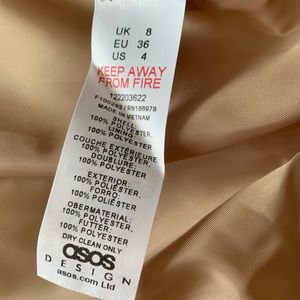 UK 8
EU 36
US 4
KEEP AWAY
FROM FIRE
122203622
MADE IN VIETNAM
SHELL:
100% POLYESTER,
LINING:
100% POLYESTER.
COUCHE EXTÉRIEURE:
100% POLYESTER,
DOUBLURE:
100% POLYESTER.
EXTERIOR:
100% POLIÉSTER,
FORRO:
100% POLIÉSTER.
OBERMATERIAL:
100% POLYESTER,
FUTTER:
100% POLYESTER.
DRY CLEAN ONLY
asos
DESIGN
asos.com Ltd